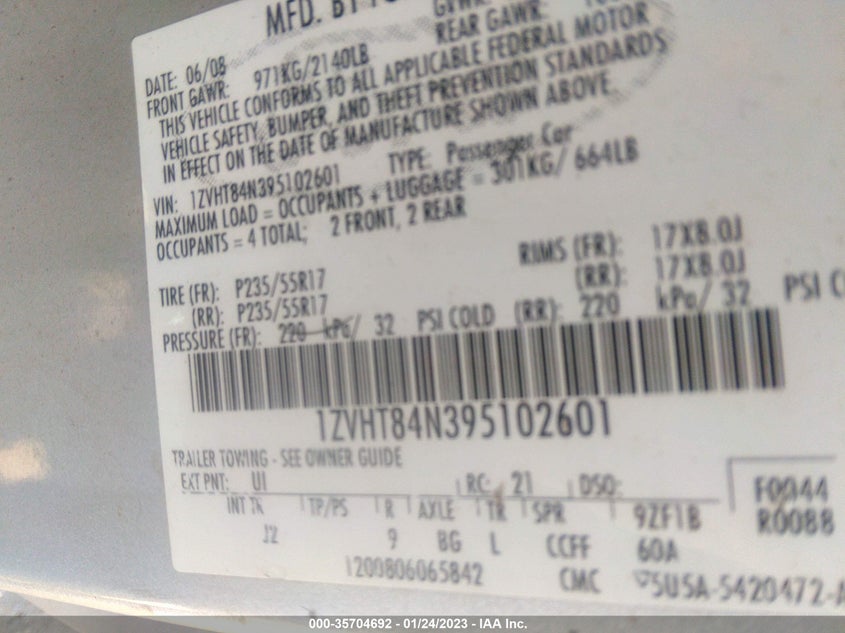 MFD. BY
GVWR:
DATE: 06/08
FRONT GAWR: 971KG/2140LB
REAR GAWR:
THIS VEHICLE CONFORMS TO ALL APPLICABLE FEDERAL MOTOR
VEHICLE SAFETY, BUMPER, AND THEFT PREVENTION STANDARDS
IN EFFECT ON THE DATE OF MANUFACTURE SHOWN ABOVE.
VIN: 1ZVHT84N395102601 TYPE: Passenger Car
MAXIMUM LOAD = OCCUPANTS + LUGGAGE = 301KG/ 664LB
OCCUPANTS = 4 TOTAL; 2 FRONT, 2 REAR
TIRE (FR): P235/55R17 RIMS (FR): 17X8.0J
(RR): P235/55R17 (RR): 17X8.0J
PRESSURE (FR): 220 kPa/ 32 PSI COLD (RR): 220 kPa/ 32 PSI
1ZVHT84N395102601
TRAILER TOWING - SEE OWNER GUIDE
EXT PNT: UI RC: 21 DSO:
INT TR TP/PS R AXLE TR SPR 9ZF1B
J2 9 BG L CCFF 60A
F0044
R0088
1200806065842 CMC 5U5A-5420472-A
000-35704692 - 01/24/2023 - IAA Inc.